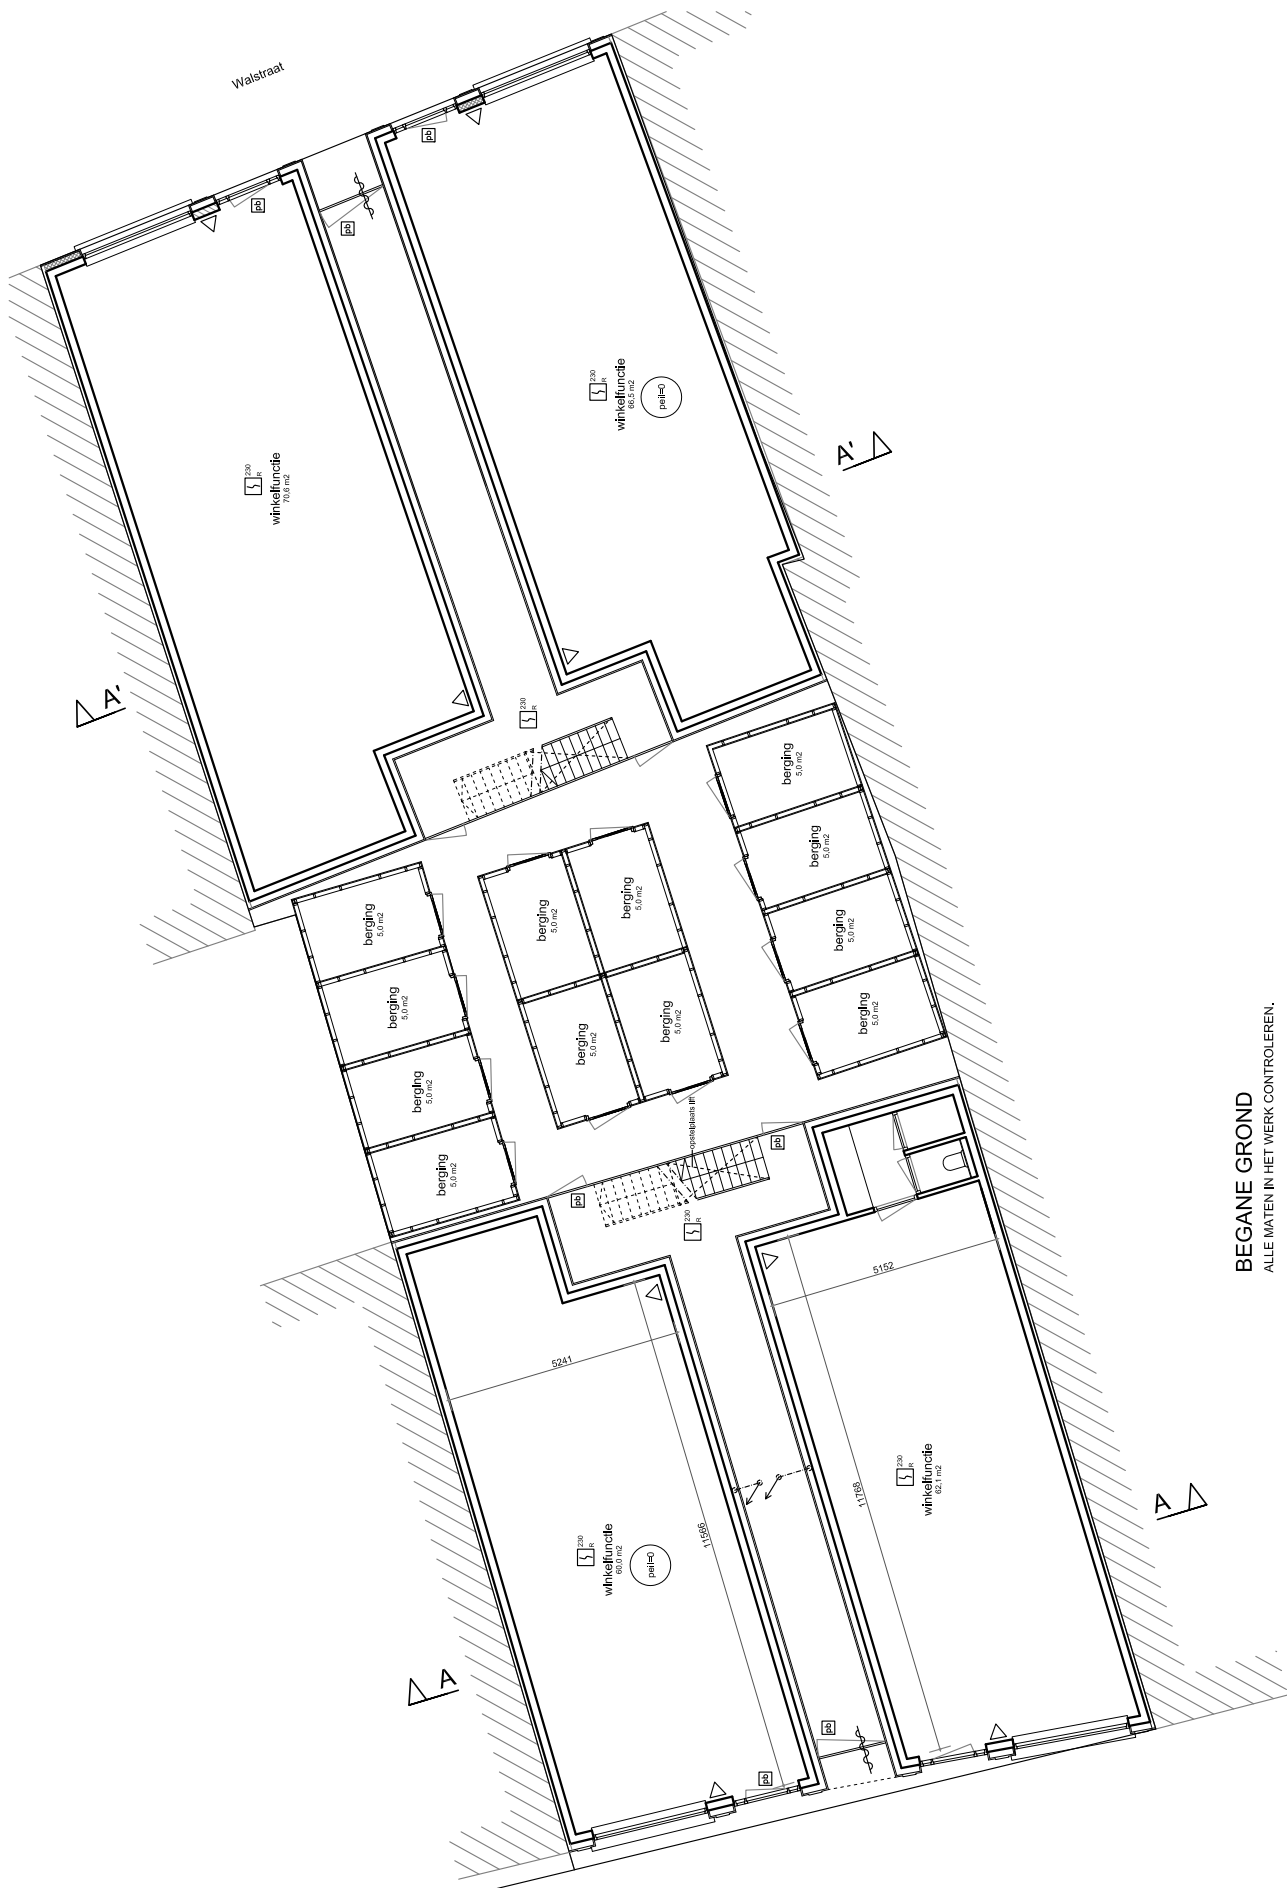 Walstraat
pb
pb
pb
230
R
winkelfunctie
66,5 m2
peil=0
230
R
winkelfunctie
70,6 m2
A'
A'
230
R
berging
5,0 m2
berging
5,0 m2
berging
5,0 m2
berging
5,0 m2
berging
5,0 m2
berging
5,0 m2
berging
5,0 m2
berging
5,0 m2
berging
5,0 m2
berging
5,0 m2
berging
5,0 m2
berging
5,0 m2
opstelplaats lift
pb
pb
230
R
5152
5241
11768
11566
230
R
winkelfunctie
62,1 m2
230
R
winkelfunctie
60,0 m2
peil=0
A
A
pb
pb
BEGANE GROND
ALLE MATEN IN HET WERK CONTROLEREN.